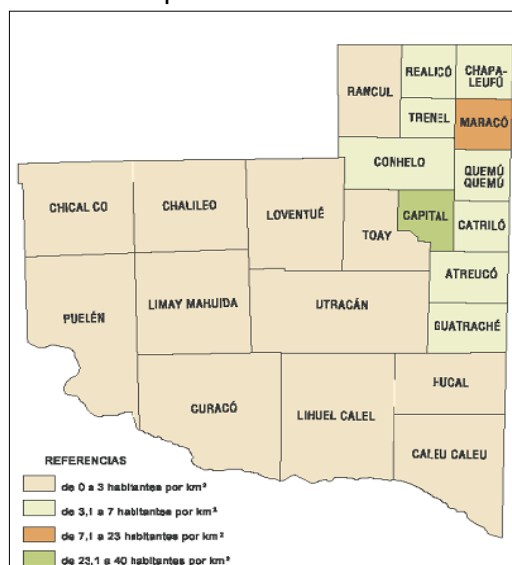 REALICÓ
CHAPA-
LEUFÚ
RANCUL
TRENEL
MARACÓ
CONHELO
QUEMÚ
QUEMÚ
CHICAL CO
CHALILEO
LOVENTUÉ
TOAY
CAPITAL
CATRILÓ
ATREUCÓ
PUELÉN
LIMAY MAHUIDA
UTRACÁN
GUATRACHÉ
CURACÓ
LIHUEL CALEL
HUCAL
CALEU CALEU
REFERENCIAS
de 0 a 3 habitantes por km²
de 3,1 a 7 habitantes por km²
de 7,1 a 23 habitantes por km²
de 23,1 a 40 habitantes por km²